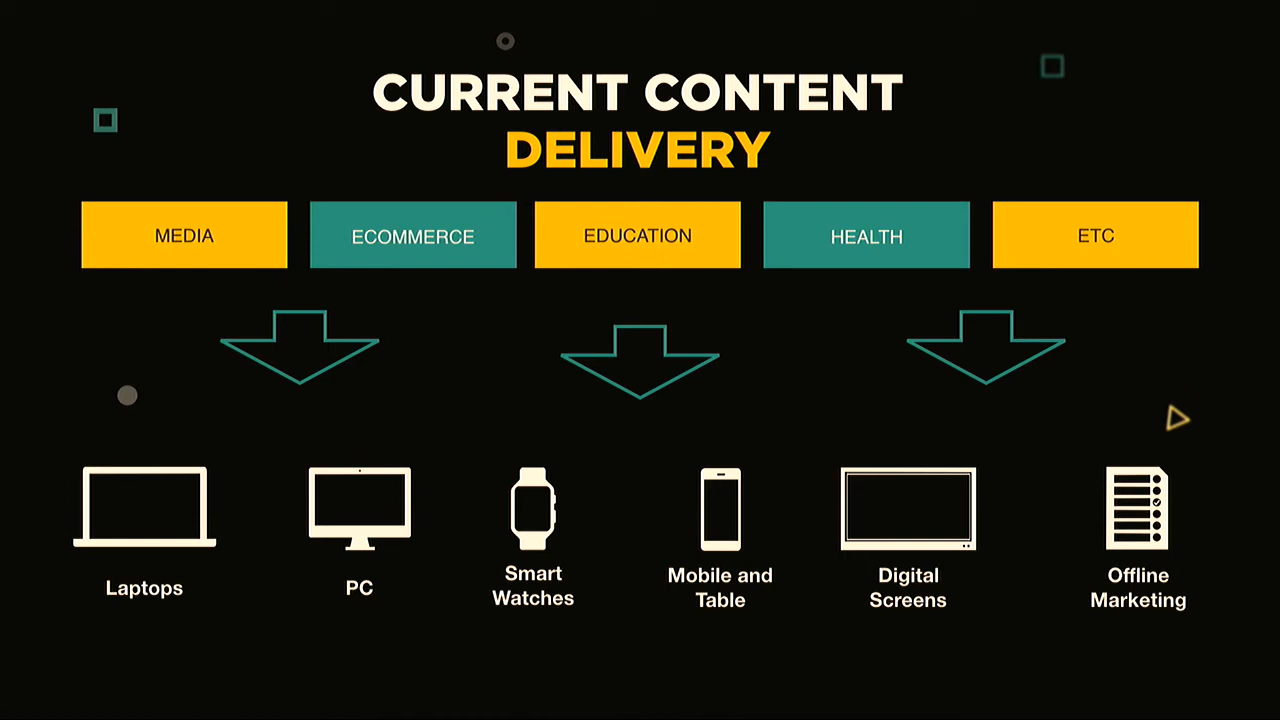 CURRENT CONTENT
DELIVERY
MEDIA
ECOMMERCE
EDUCATION
HEALTH
ETC
Laptops
PC
Smart
Watches
Mobile and
Table
Digital
Screens
Offline
Marketing